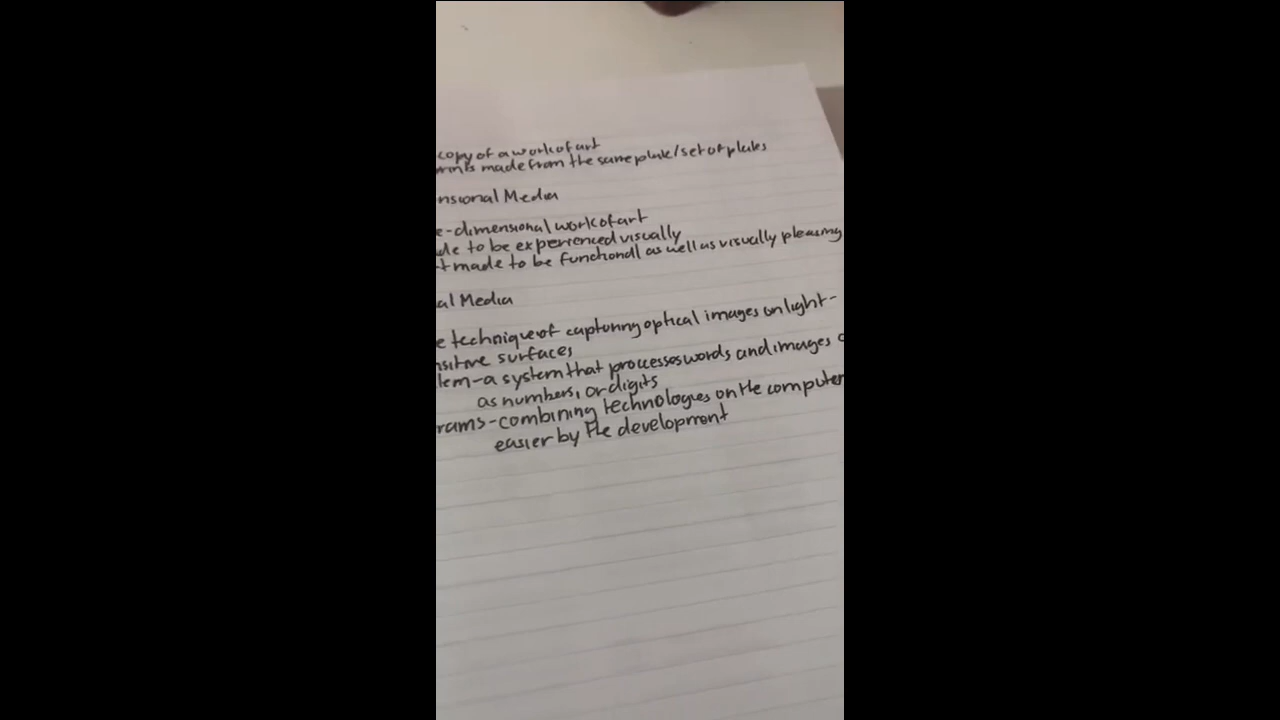 copy of a work of art
made from the same plate/set of plates
nsional Media
e-dimensional work of art
de to be experienced visually
t made to be functional as well as visually pleasing
al Media
e technique of capturing optical images on light-
nsitive surfaces
tem-a system that processes words and images
as numbers, or digits
rams-combining technologies on the computer
easier by the development